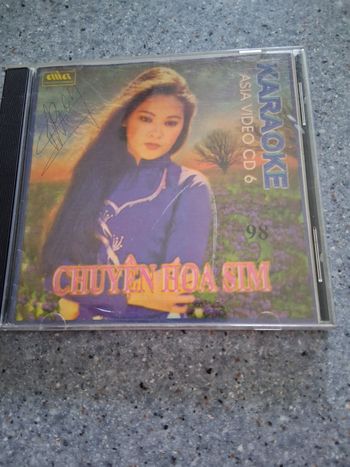 asia
KARAOKE
ASIA VIDEO CD 6
98
CHUYỆN HOA SIM